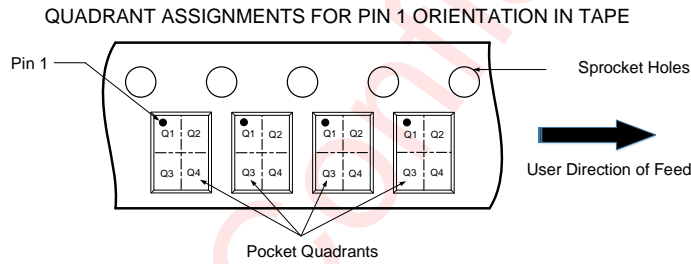 QUADRANT ASSIGNMENTS FOR PIN 1 ORIENTATION IN TAPE
Pin 1
Sprocket Holes
Q1 Q2 Q1 Q2 Q1 Q2 Q1 Q2
Q3 Q4 Q3 Q4 Q3 Q4 Q3 Q4
User Direction of Feed
Pocket Quadrants
Confi